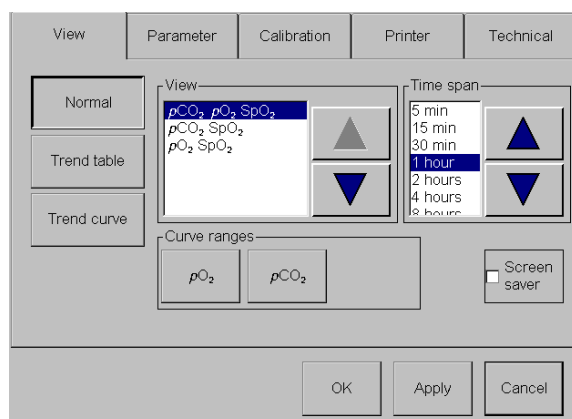 View
Parameter
Calibration
Printer
Technical
Normal
Trend table
Trend curve
View
pCO₂ pO₂ SpO₂
pCO₂ SpO₂
pO₂ SpO₂
Time span
5 min
15 min
30 min
1 hour
2 hours
4 hours
8 hours
Curve ranges
pO₂
pCO₂
Screen
saver
OK
Apply
Cancel